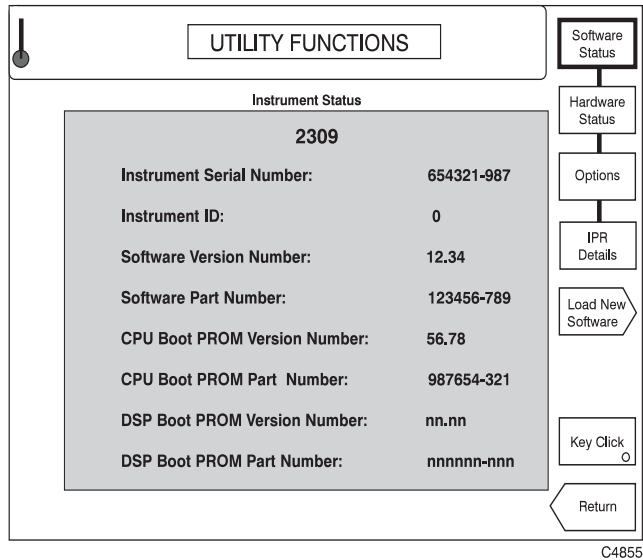 UTILITY FUNCTIONS
Instrument Status
2309
Instrument Serial Number: 654321-987
Instrument ID: 0
Software Version Number: 12.34
Software Part Number: 123456-789
CPU Boot PROM Version Number: 56.78
CPU Boot PROM Part Number: 987654-321
DSP Boot PROM Version Number: nn.nn
DSP Boot PROM Part Number: nnnnnn-nnn
Software
Status
Hardware
Status
Options
IPR
Details
Load New
Software
Key Click
Return
C4855